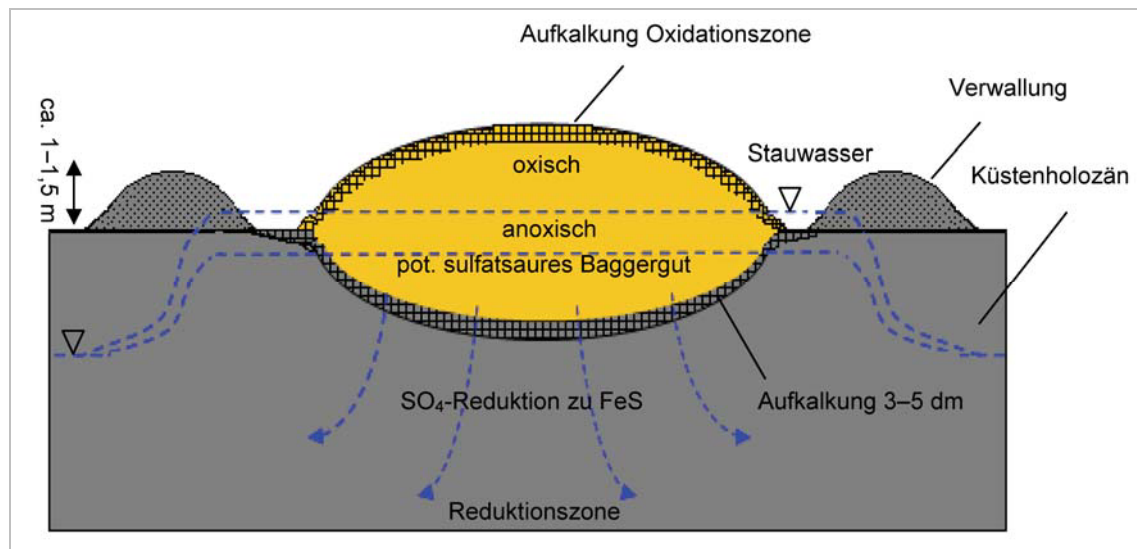 Aufkalkung Oxidationszone
Verwallung
ca. 1–1,5 m
Stauwasser
oxisch
Küstenholozän
anoxisch
pot. sulfatsaures Baggergut
SO₄-Reduktion zu FeS
Aufkalkung 3–5 dm
Reduktionszone